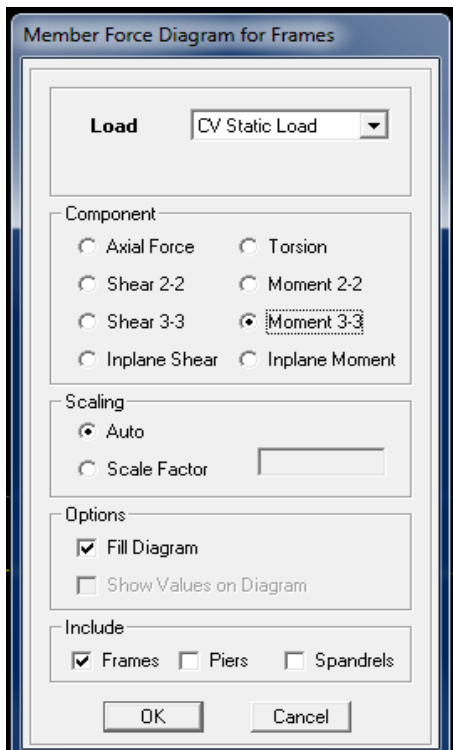 Member Force Diagram for Frames
Load CV Static Load
Component
Axial Force Torsion
Shear 2-2 Moment 2-2
Shear 3-3 Moment 3-3
Inplane Shear Inplane Moment
Scaling
Auto
Scale Factor
Options
Fill Diagram
Show Values on Diagram
Include
Frames Piers Spandrels
OK Cancel